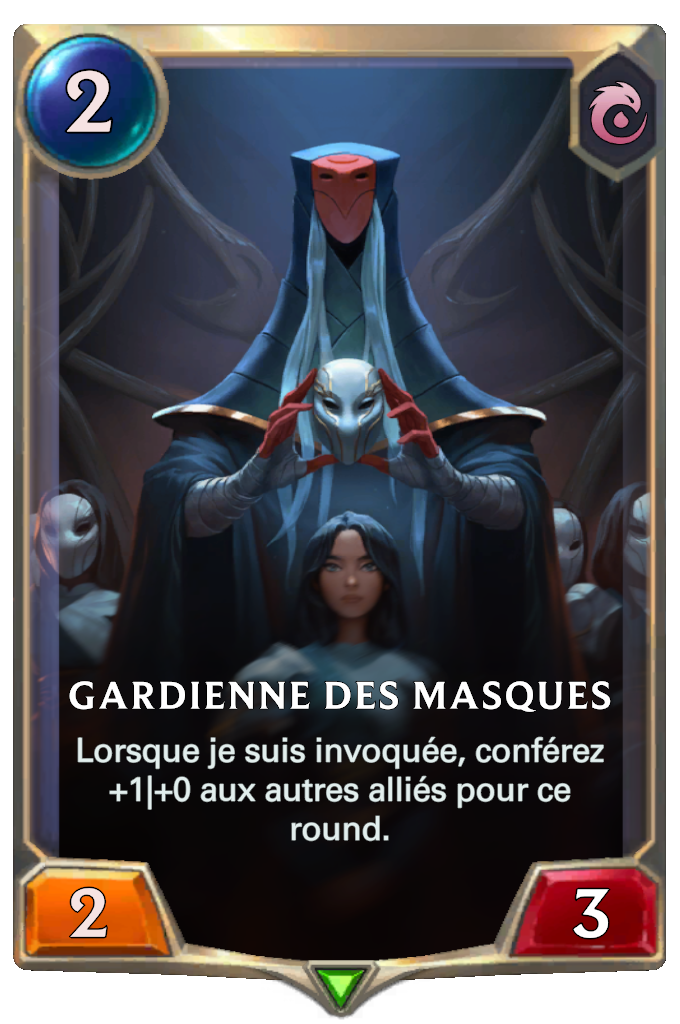 2
GARDIENNE DES MASQUES
Lorsque je suis invoquée, conférez
+1|+0 aux autres alliés pour ce
round.
2
3